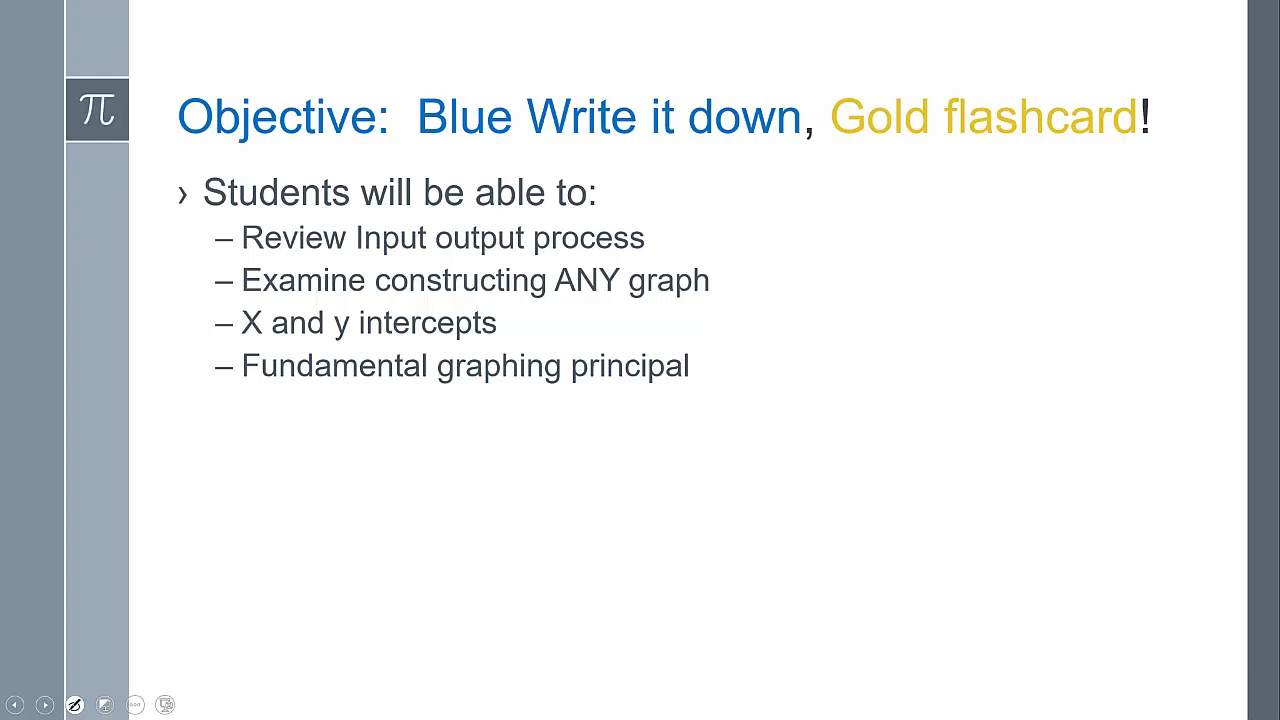 π
Objective:  Blue Write it down, Gold flashcard!
› Students will be able to:
– Review Input output process
– Examine constructing ANY graph
– X and y intercepts
– Fundamental graphing principal